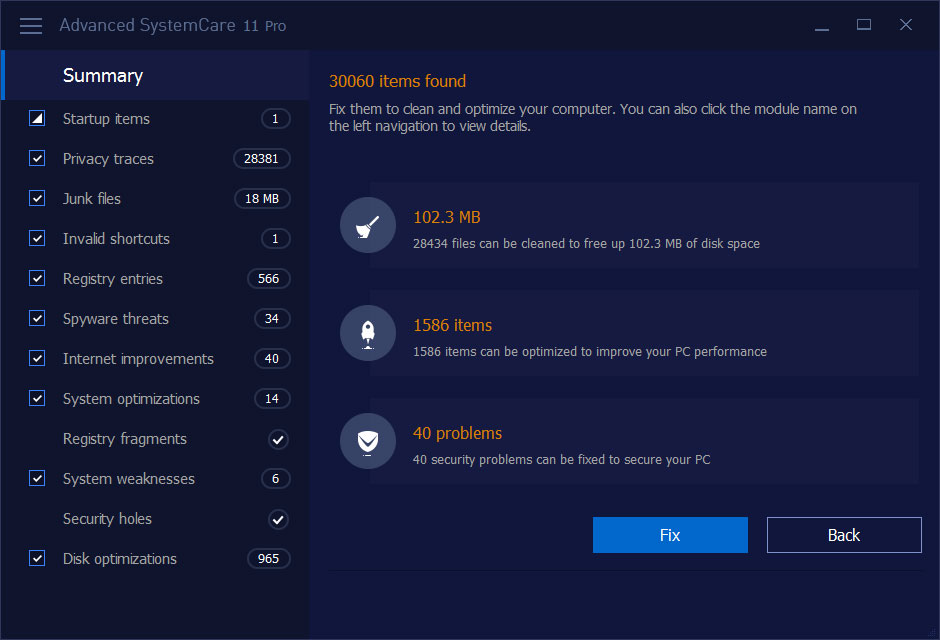 Advanced SystemCare 11 Pro
Summary
Startup items 1
Privacy traces 28381
Junk files 18 MB
Invalid shortcuts 1
Registry entries 566
Spyware threats 34
Internet improvements 40
System optimizations 14
Registry fragments
System weaknesses 6
Security holes
Disk optimizations 965
30060 items found
Fix them to clean and optimize your computer. You can also click the module name on
the left navigation to view details.
102.3 MB
28434 files can be cleaned to free up 102.3 MB of disk space
1586 items
1586 items can be optimized to improve your PC performance
40 problems
40 security problems can be fixed to secure your PC
Fix
Back